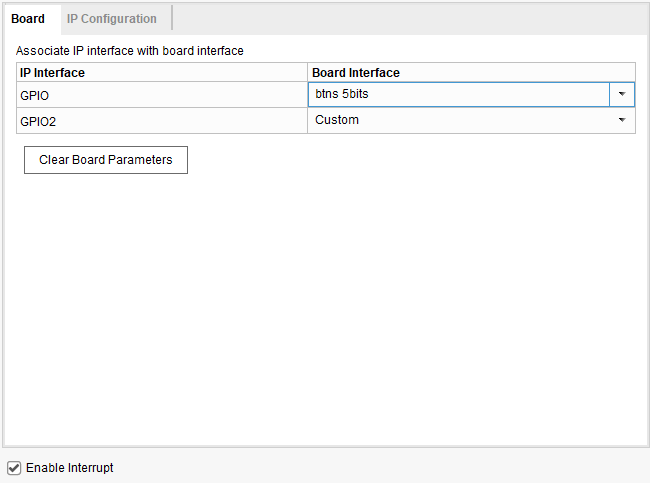 Board IP Configuration
Associate IP interface with board interface
IP Interface Board Interface
GPIO btns 5bits
GPIO2 Custom
Clear Board Parameters
Enable Interrupt